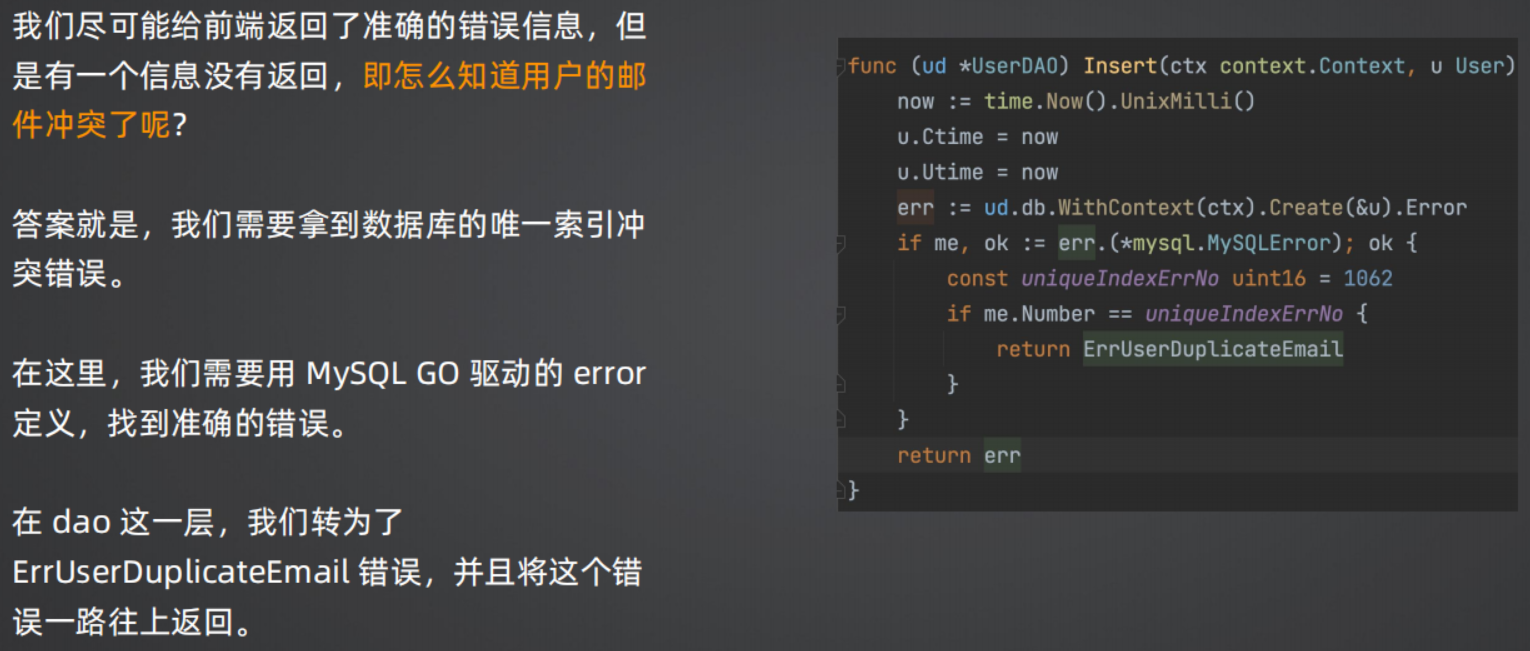 我们尽可能给前端返回了准确的错误信息，但
是有一个信息没有返回，即怎么知道用户的邮
件冲突了呢？
答案就是，我们需要拿到数据库的唯一索引冲
突错误。
在这里，我们需要用 MySQL GO 驱动的 error
定义，找到准确的错误。
在 dao 这一层，我们转为了
ErrUserDuplicateEmail 错误，并且将这个错
误一路往上返回。
func (ud *UserDAO) Insert(ctx context.Context, u User)
now := time.Now().UnixMilli()
u.Ctime = now
u.Utime = now
err := ud.db.WithContext(ctx).Create(&u).Error
if me, ok := err.(*mysql.MySQLError); ok {
const uniqueIndexErrNo uint16 = 1062
if me.Number == uniqueIndexErrNo {
return ErrUserDuplicateEmail
}
}
return err
}